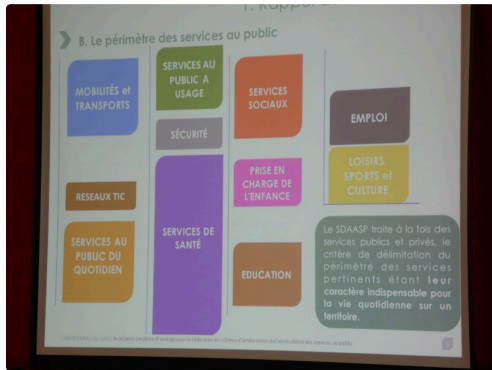 B. Le périmètre des services au public
MOBILITÉS et
TRANSPORTS
RESEAUX TIC
SERVICES AU
PUBLIC DU
QUOTIDIEN
SERVICES AU
PUBLIC A
USAGE
SÉCURITÉ
SERVICES DE
SANTÉ
SERVICES
SOCIAUX
PRISE EN
CHARGE DE
L'ENFANCE
EDUCATION
EMPLOI
LOISIRS,
SPORTS et
CULTURE
Le SDAASP traite à la fois des
services publics et privés, le
critère de délimitation du
périmètre des services
pertinents étant leur
caractère indispensable pour
la vie quotidienne sur un
territoire.